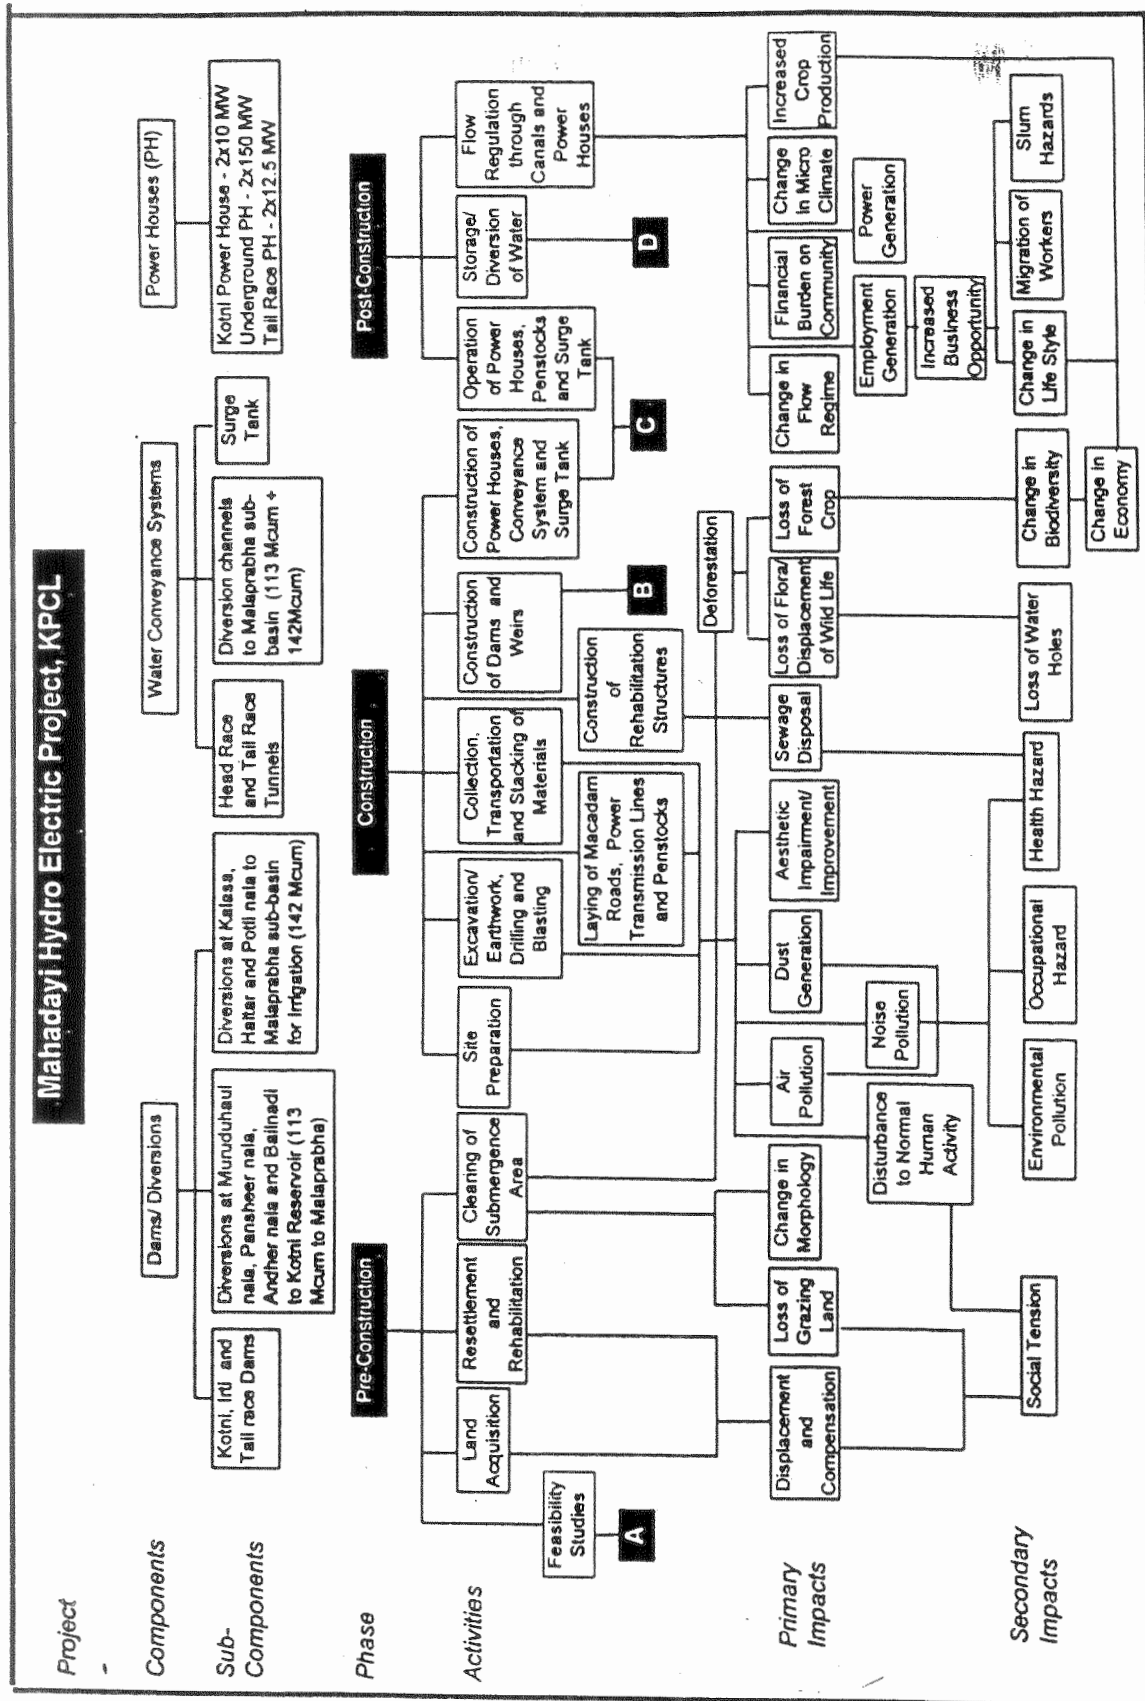 Mahadayi Hydro Electric Project, KPCL
Project
Components
Dams/ Diversions
Water Conveyance Systems
Power Houses (PH)
Sub-
Components
Kotni, Irti and
Tail race Dams
Diversions at Muruduhaul
nala, Pansheer nala,
Andher nala and Bailnadi
to Kotni Reservoir (113
Mcum to Malaprabha)
Diversions at Kalasa,
Haltar and Potli nala to
Malaprabha sub-basin
for Irrigation (142 Mcum)
Head Race
and Tail Race
Tunnels
Diversion channels
to Malaprabha sub-
basin (113 Mcum +
142Mcum)
Surge
Tank
Kotni Power House - 2x10 MW
Underground PH - 2x150 MW
Tail Race PH - 2x12.5 MW
Phase
Pre-Construction
Construction
Post-Construction
Activities
Feasibility
Studies
A
Land
Acquisition
Resettlement
and
Rehabilitation
Clearing of
Submergence
Area
Site
Preparation
Excavation/
Earthwork,
Drilling and
Blasting
Laying of Macadam
Roads, Power
Transmission Lines
and Penstocks
Collection,
Transportation
and Stacking of
Materials
Construction
of
Rehabilitation
Structures
Construction
of Dams and
Weirs
B
Construction of
Power Houses,
Conveyance
System and
Surge Tank
C
Operation
of Power
Houses,
Penstocks
and Surge
Tank
Storage/
Diversion
of Water
D
Flow
Regulation
through
Canals and
Power
Houses
Deforestation
Primary
Impacts
Displacement
and
Compensation
Loss of
Grazing
Land
Change in
Morphology
Disturbance
to Normal
Human
Activity
Air
Pollution
Noise
Pollution
Dust
Generation
Aesthetic
Impairment/
Improvement
Sewage
Disposal
Loss of Flora/
Displacement
of Wild Life
Loss of
Forest
Crop
Change in
Flow
Regime
Employment
Generation
Increased
Business
Opportunity
Financial
Burden on
Community
Power
Generation
Change
In Micro
Climate
Increased
Crop
Production
Secondary
Impacts
Social Tension
Environmental
Pollution
Occupational
Hazard
Health Hazard
Loss of Water
Holes
Change in
Biodiversity
Change in
Economy
Change in
Life Style
Migration of
Workers
Slum
Hazards